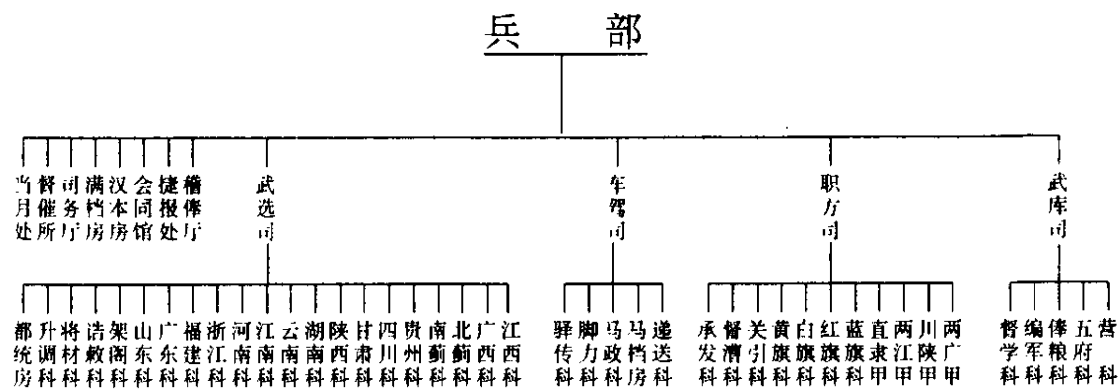 兵部
当月处
督催所
司务厅
满档房
汉本房
会同馆
捷报处
稽俸厅
武选司
车驾司
职方司
武库司
都统房
升调科
将材科
诰敕科
架阁科
山东科
广东科
福建科
浙江科
河南科
江南科
云南科
湖南科
陕西科
甘肃科
四川科
贵州科
南蓟科
北蓟科
广西科
江西科
驿传科
脚力科
马政科
马档房
递送科
承发科
督漕科
关引科
黄旗科
白旗科
红旗科
蓝旗科
直隶甲
两江甲
川陕甲
两广甲
督学科
编军科
俸粮科
五府科
营科